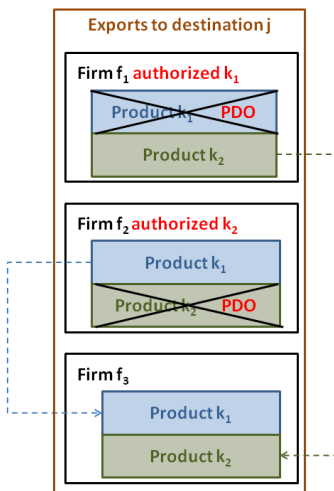 Exports to destination j
Firm f₁ authorized k₁
Product k₁ PDO
Product k₂
Firm f₂ authorized k₂
Product k₁
Product k₂ PDO
Firm f₃
Product k₁
Product k₂